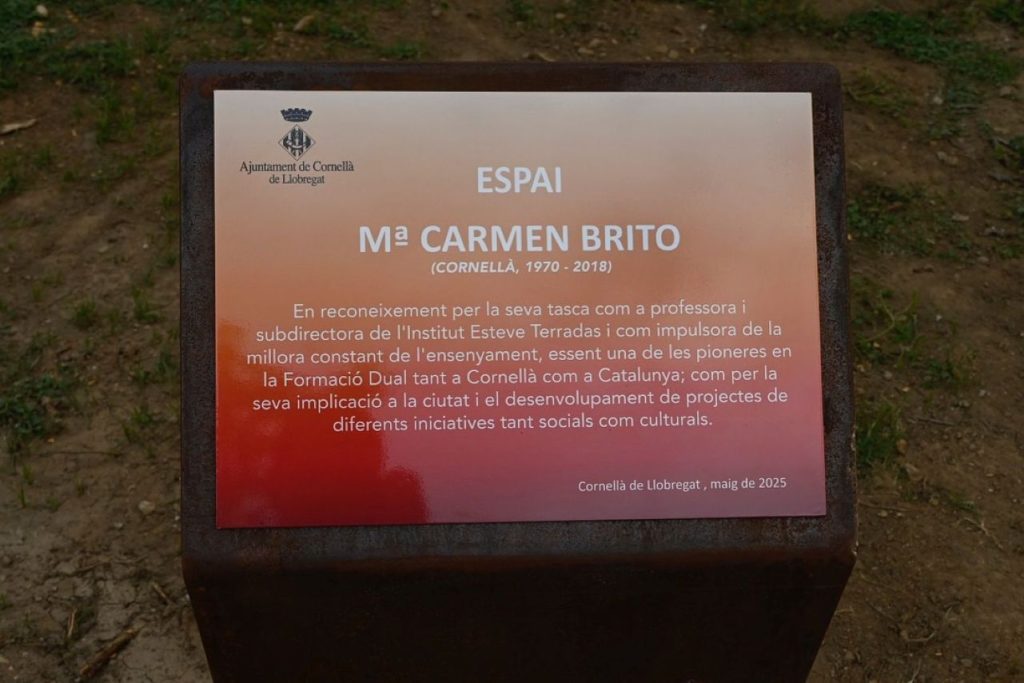 Ajuntament de Cornellà
de Llobregat
ESPAI
Mª CARMEN BRITO
(CORNELLÀ, 1970 - 2018)
En reconeixement per la seva tasca com a professora i
subdirectora de l'Institut Esteve Terradas i com impulsora de la
millora constant de l'ensenyament, essent una de les pioneres en
la Formació Dual tant a Cornellà com a Catalunya; com per la
seva implicació a la ciutat i el desenvolupament de projectes de
diferents iniciatives tant socials com culturals.
Cornellà de Llobregat , maig de 2025